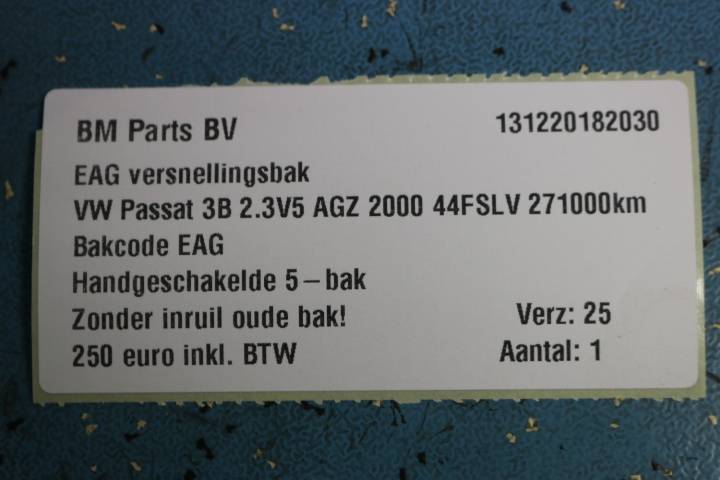 BM Parts BV 131220182030
EAG versnellingsbak
VW Passat 3B 2.3V5 AGZ 2000 44FSLV 271000km
Bakcode EAG
Handgeschakelde 5-bak
Zonder inruil oude bak! Verz: 25
250 euro inkl. BTW Aantal: 1